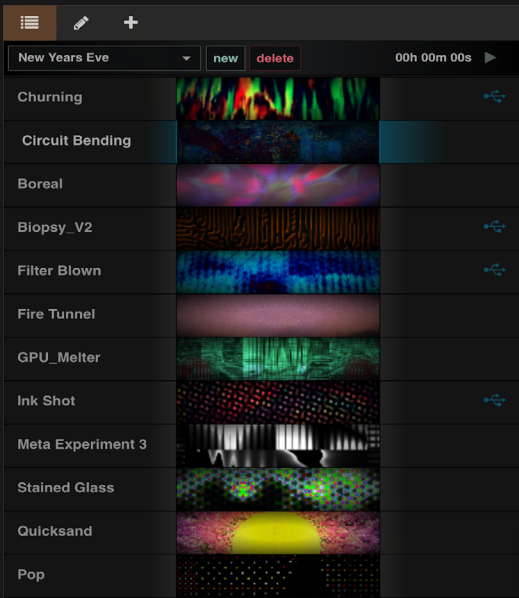 New Years Eve new delete 00h 00m 00s
Churning
Circuit Bending
Boreal
Biopsy_V2
Filter Blown
Fire Tunnel
GPU_Melter
Ink Shot
Meta Experiment 3
Stained Glass
Quicksand
Pop